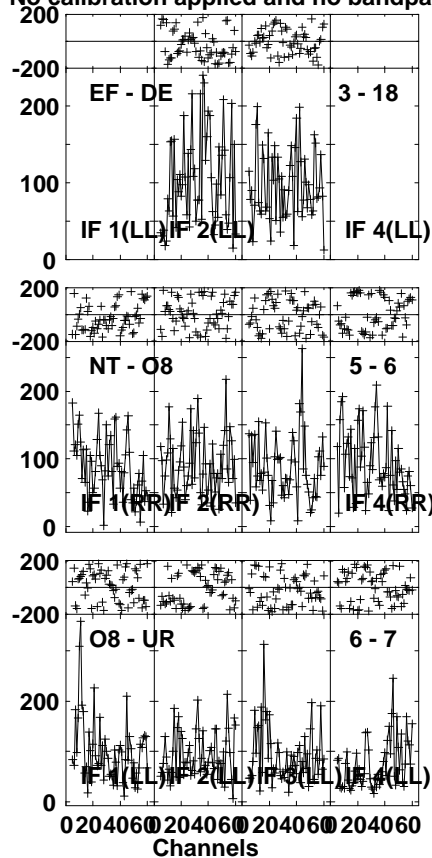 No calibration applied and no bandpa
200
-200
EF - DE 3 - 18
200
100
0
IF 1(LL) IF 2(LL) IF 4(LL)
200
-200
NT - O8 5 - 6
200
100
0
IF 1(RR) IF 2(RR) IF 4(RR)
200
-200
O8 - UR 6 - 7
200
0
IF 1(LL) IF 2(LL) IF 3(LL) IF 4(LL)
0 20 40 60 0 20 40 60 0 20 40 60 0 20 40 60
Channels